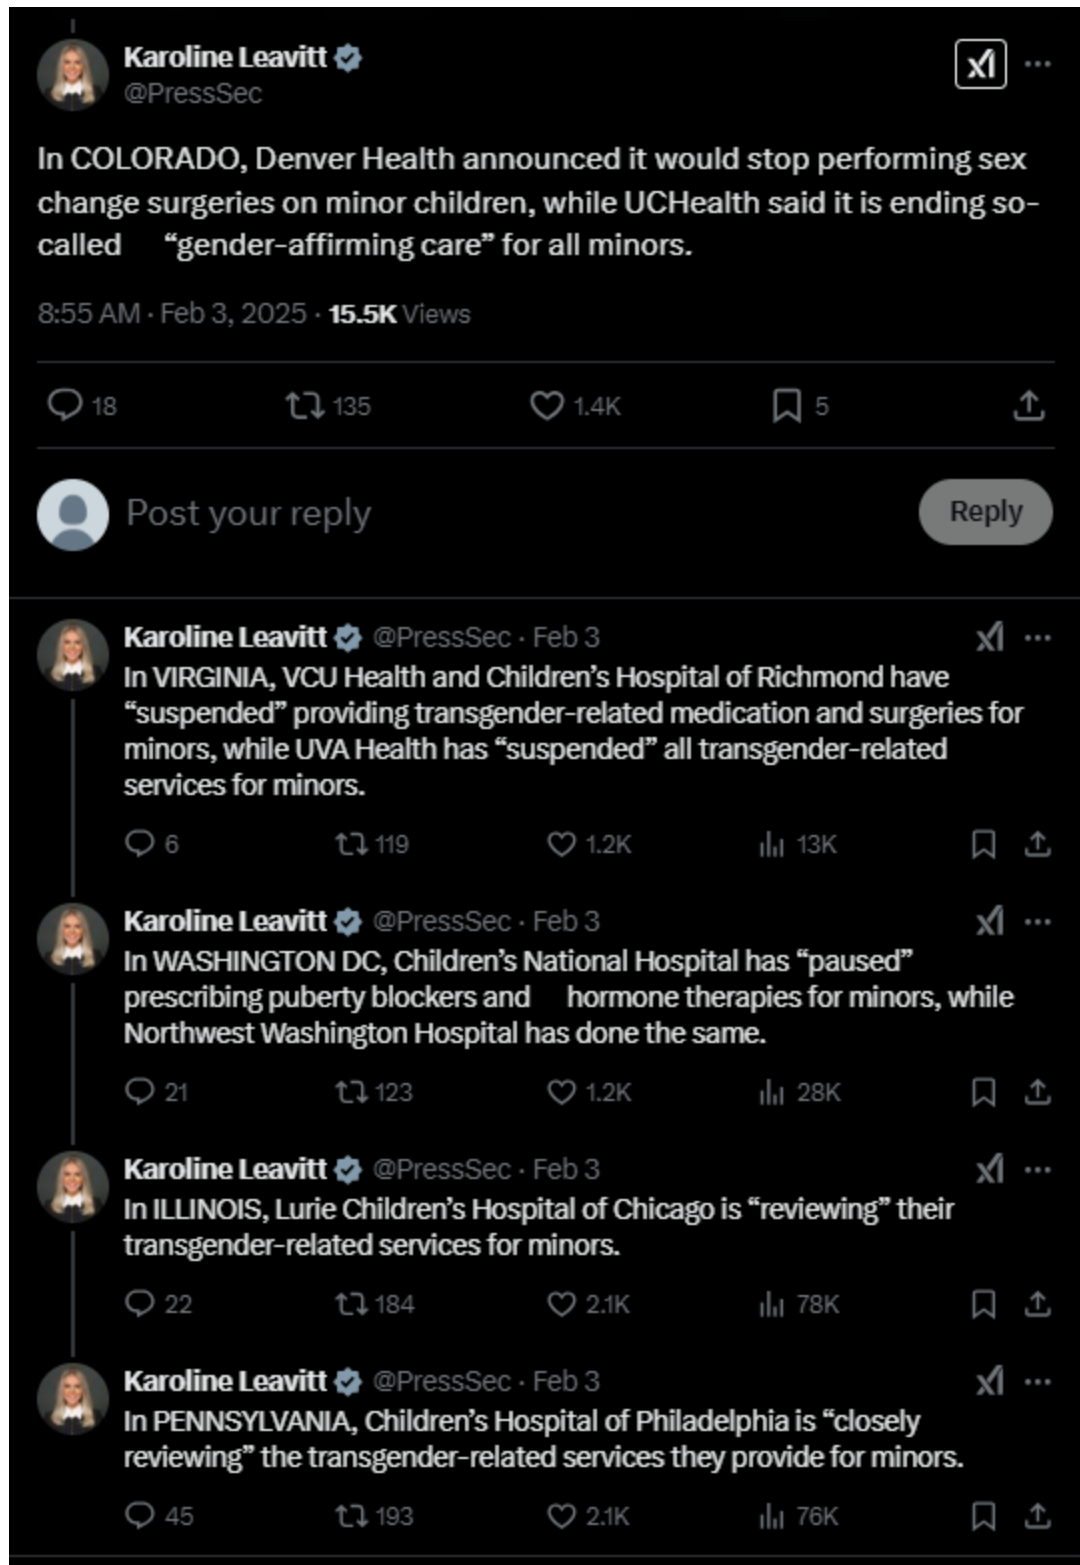 Karoline Leavitt
@PressSec
In COLORADO, Denver Health announced it would stop performing sex
change surgeries on minor children, while UCHealth said it is ending so-
called “gender-affirming care” for all minors.
8:55 AM · Feb 3, 2025 · 15.5K Views
18 135 1.4K 5
Post your reply Reply
Karoline Leavitt @PressSec · Feb 3
In VIRGINIA, VCU Health and Children’s Hospital of Richmond have
“suspended” providing transgender-related medication and surgeries for
minors, while UVA Health has “suspended” all transgender-related
services for minors.
6 119 1.2K 13K
Karoline Leavitt @PressSec · Feb 3
In WASHINGTON DC, Children’s National Hospital has “paused”
prescribing puberty blockers and hormone therapies for minors, while
Northwest Washington Hospital has done the same.
21 123 1.2K 28K
Karoline Leavitt @PressSec · Feb 3
In ILLINOIS, Lurie Children’s Hospital of Chicago is “reviewing” their
transgender-related services for minors.
22 184 2.1K 78K
Karoline Leavitt @PressSec · Feb 3
In PENNSYLVANIA, Children’s Hospital of Philadelphia is “closely
reviewing” the transgender-related services they provide for minors.
45 193 2.1K 76K